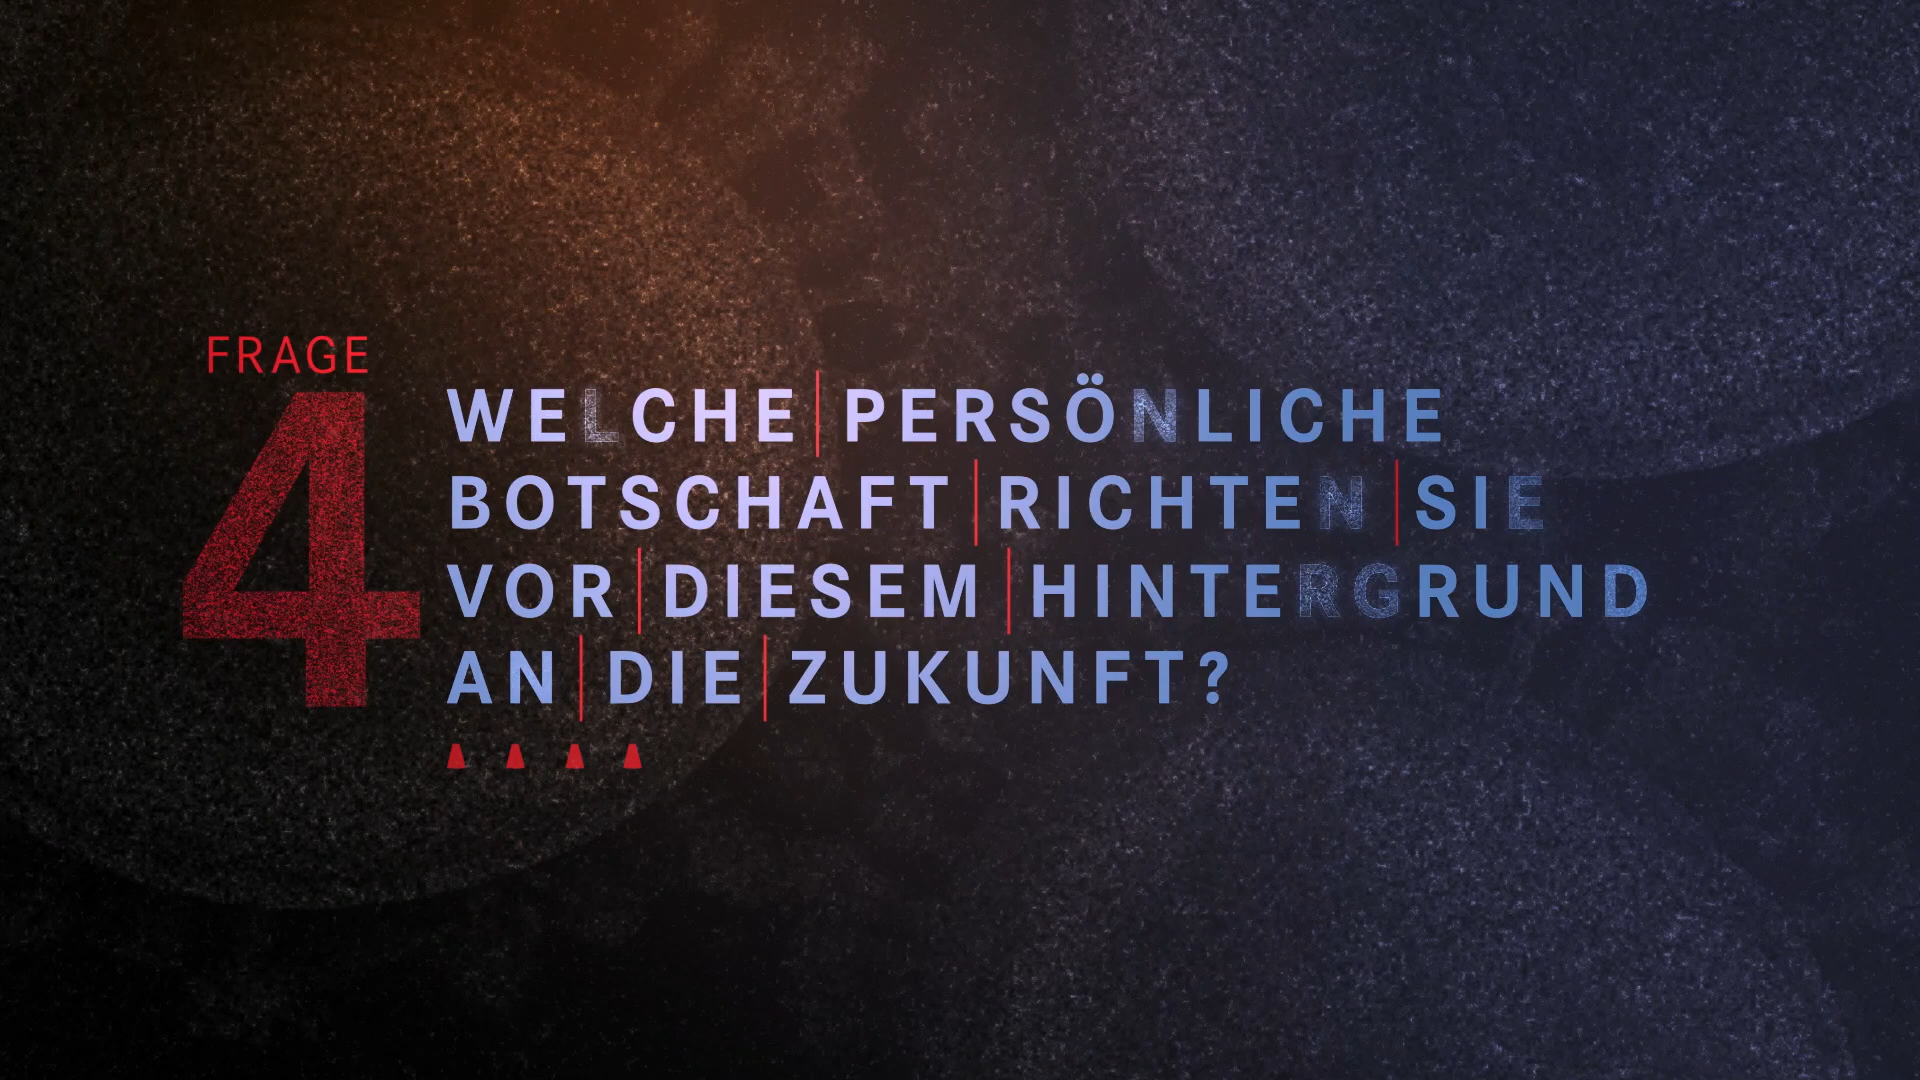 FRAGE
4
WELCHE PERSÖNLICHE
BOTSCHAFT RICHTEN SIE
VOR DIESEM HINTERGRUND
AN DIE ZUKUNFT?